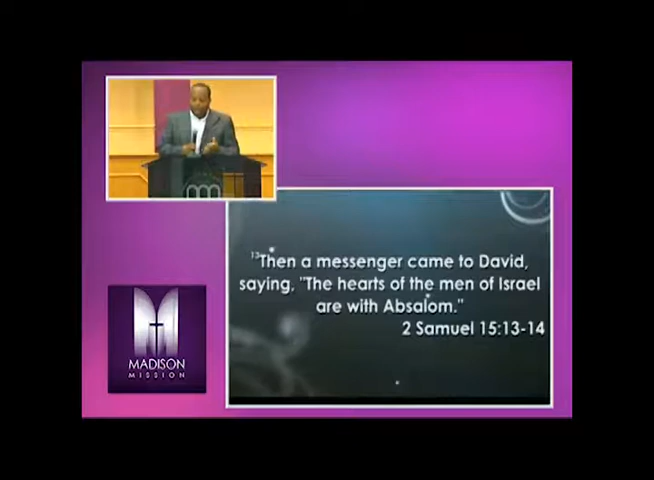 13Then a messenger came to David,
saying, "The hearts of the men of Israel
are with Absalom."
2 Samuel 15:13-14
MADISON
MISSION